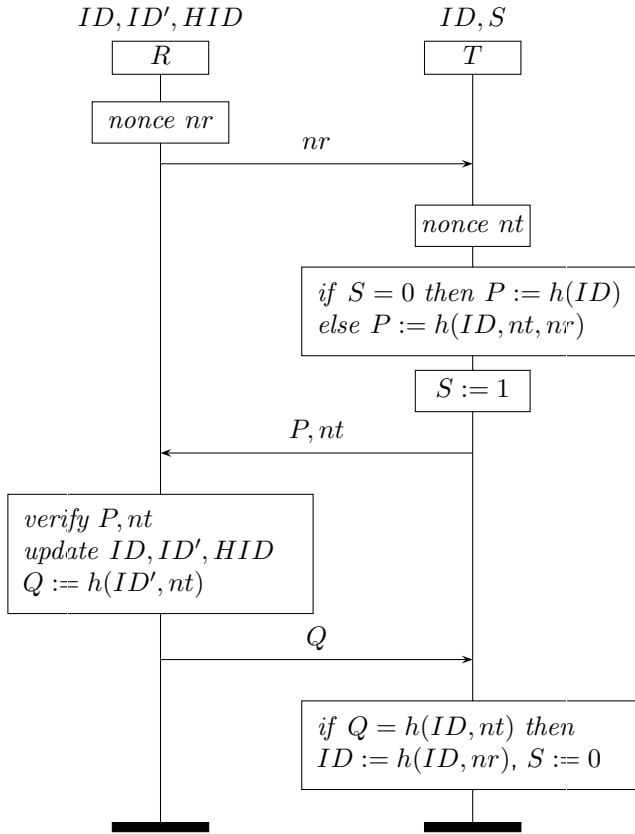 ID, ID′, HID
ID, S
R
T
nonce nr
nr
nonce nt
if S = 0 then P := h(ID)
else P := h(ID, nt, nr)
S := 1
P, nt
verify P, nt
update ID, ID′, HID
Q := h(ID′, nt)
Q
if Q = h(ID, nt) then
ID := h(ID, nr), S := 0